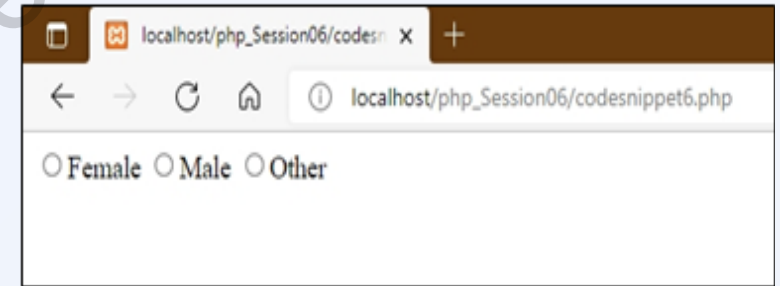 localhost/php_Session06/codesn
localhost/php_Session06/codesnippet6.php
Female Male Other